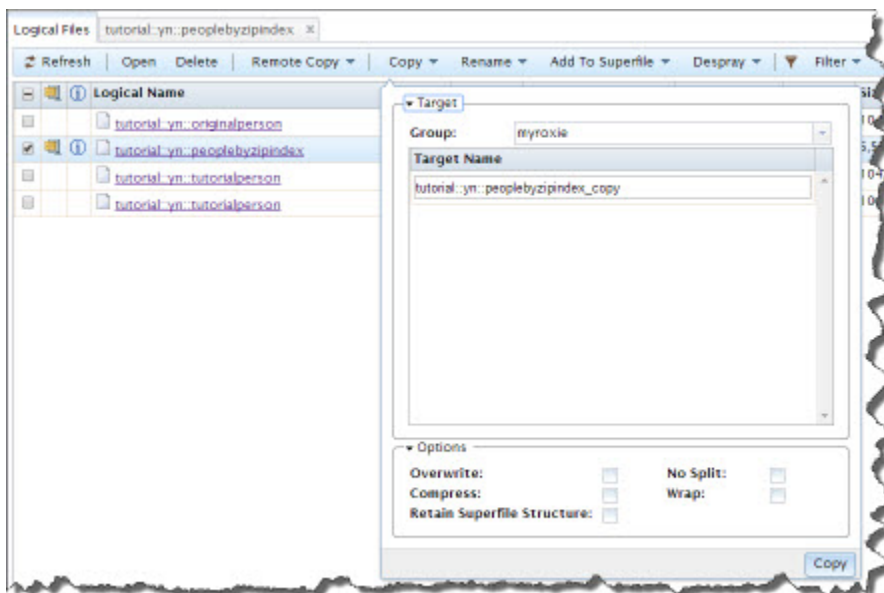 Logical Files tutorial::yn::peoplebyzipindex
Refresh Open Delete Remote Copy Copy Rename Add To Superfile Despray Filter
Logical Name
tutorial::yn::originalperson
tutorial::yn::peoplebyzipindex
tutorial::yn::tutorialperson
tutorial::yn::tutorialperson
Target
Group: myroxie
Target Name
tutorial::yn::peoplebyzipindex_copy
Options
Overwrite: No Split:
Compress: Wrap:
Retain Superfile Structure:
Copy